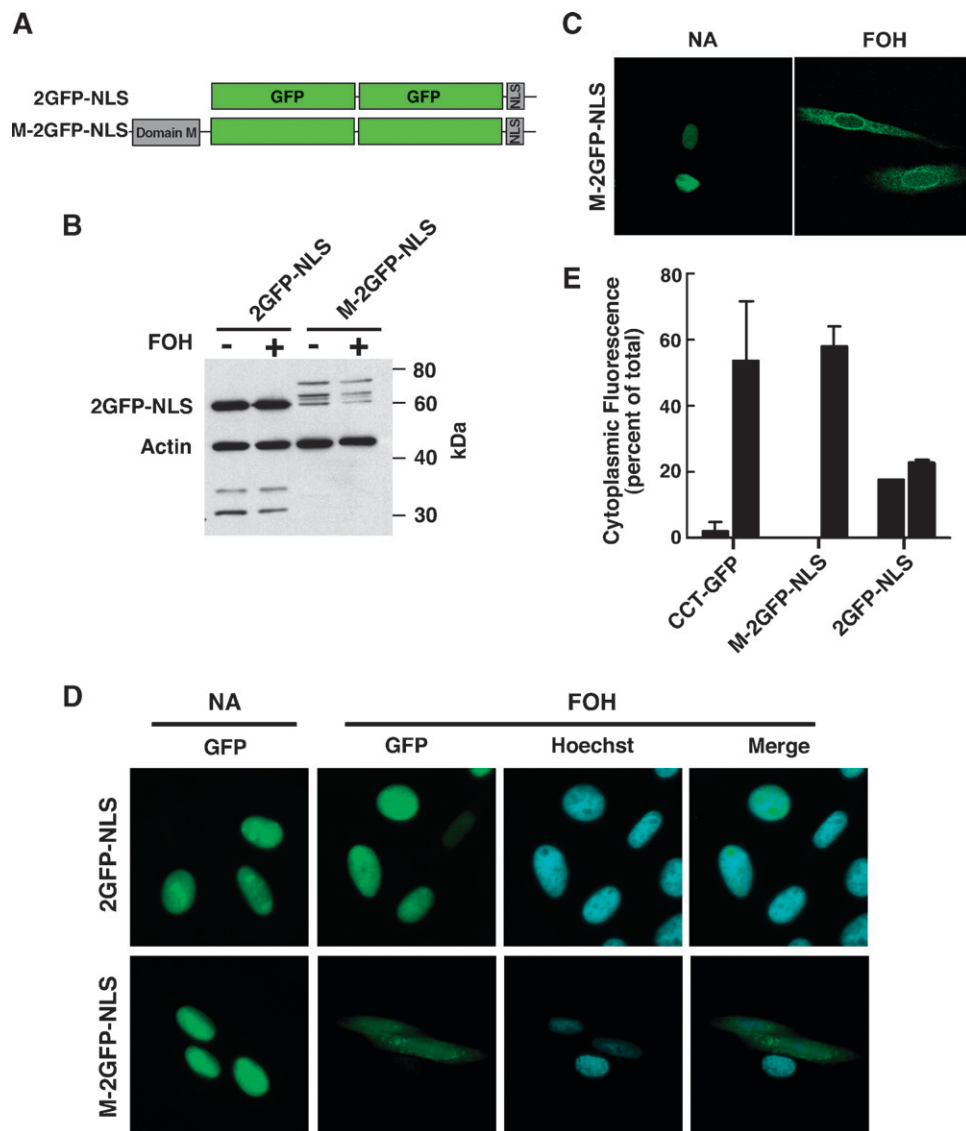 A
2GFP-NLS
GFP GFP NLS
M-2GFP-NLS
Domain M NLS
B
2GFP-NLS M-2GFP-NLS
FOH - + - +
80
2GFP-NLS 60
Actin
40
30
kDa
C
NA FOH
M-2GFP-NLS
E
Cytoplasmic Fluorescence
(percent of total)
80
60
40
20
0
CCT-GFP M-2GFP-NLS 2GFP-NLS
D
NA FOH
GFP GFP Hoechst Merge
2GFP-NLS
M-2GFP-NLS